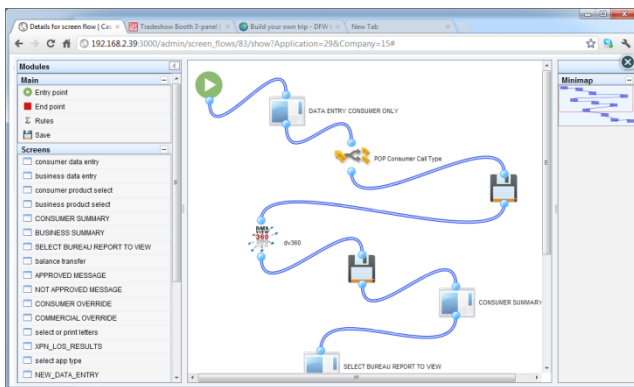 Details for screen flow | Cas
Tradeshow Booth 3-panel |
Build your own trip - DFW t
New Tab
192.168.2.39:3000/admin/screen_flows/83/show?Application=29&Company=15#
Modules
Main
Entry point
End point
Σ Rules
Save
Screens
consumer data entry
business data entry
consumer product select
business product select
CONSUMER SUMMARY
BUSINESS SUMMARY
SELECT BUREAU REPORT TO VIEW
balance transfer
APPROVED MESSAGE
NOT APPROVED MESSAGE
CONSUMER OVERRIDE
COMMERCIAL OVERRIDE
select or print letters
XPN_LOS_RESULTS
select app type
NEW_DATA_ENTRY
DATA ENTRY CONSUMER ONLY
POP Consumer Call Type
DATA
VIEW
360
dv360
CONSUMER SUMMARY
SELECT BUREAU REPORT TO VIEW
Minimap